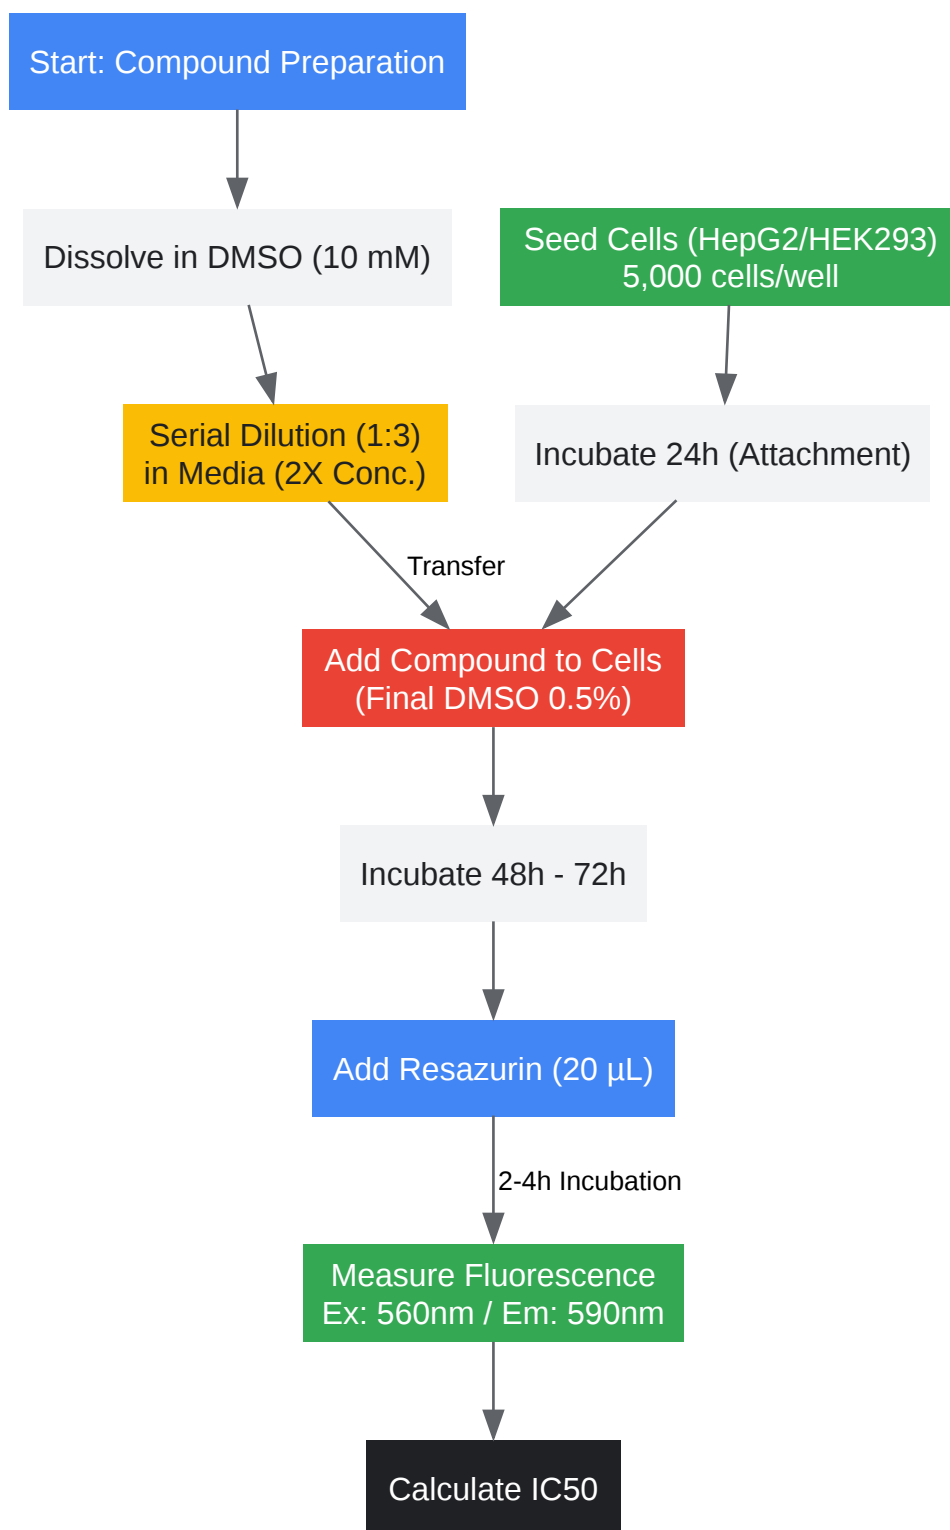 Start: Compound Preparation
Dissolve in DMSO (10 mM)
Seed Cells (HepG2/HEK293)
5,000 cells/well
Serial Dilution (1:3)
in Media (2X Conc.)
Incubate 24h (Attachment)
Transfer
Add Compound to Cells
(Final DMSO 0.5%)
Incubate 48h - 72h
Add Resazurin (20 µL)
2-4h Incubation
Measure Fluorescence
Ex: 560nm / Em: 590nm
Calculate IC50